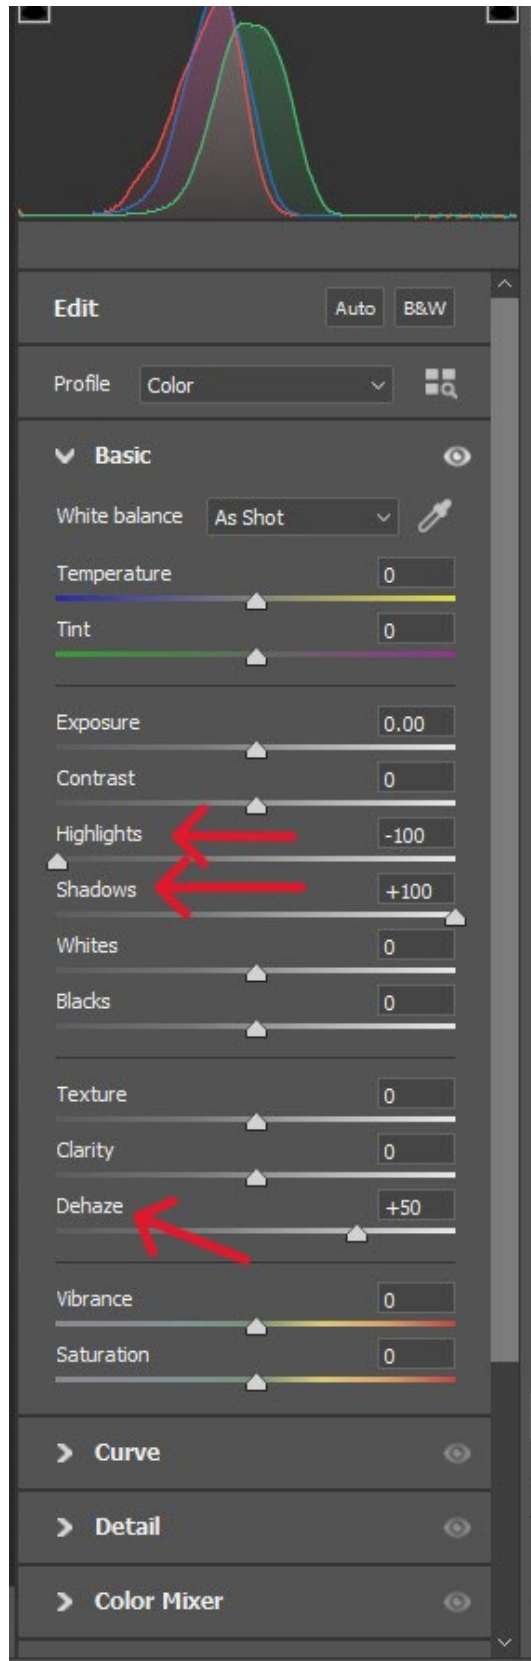 Edit Auto B&W
Profile Color
Basic
White balance As Shot
Temperature 0
Tint 0
Exposure 0.00
Contrast 0
Highlights -100
Shadows +100
Whites 0
Blacks 0
Texture 0
Clarity 0
Dehaze +50
Vibrance 0
Saturation 0
Curve
Detail
Color Mixer